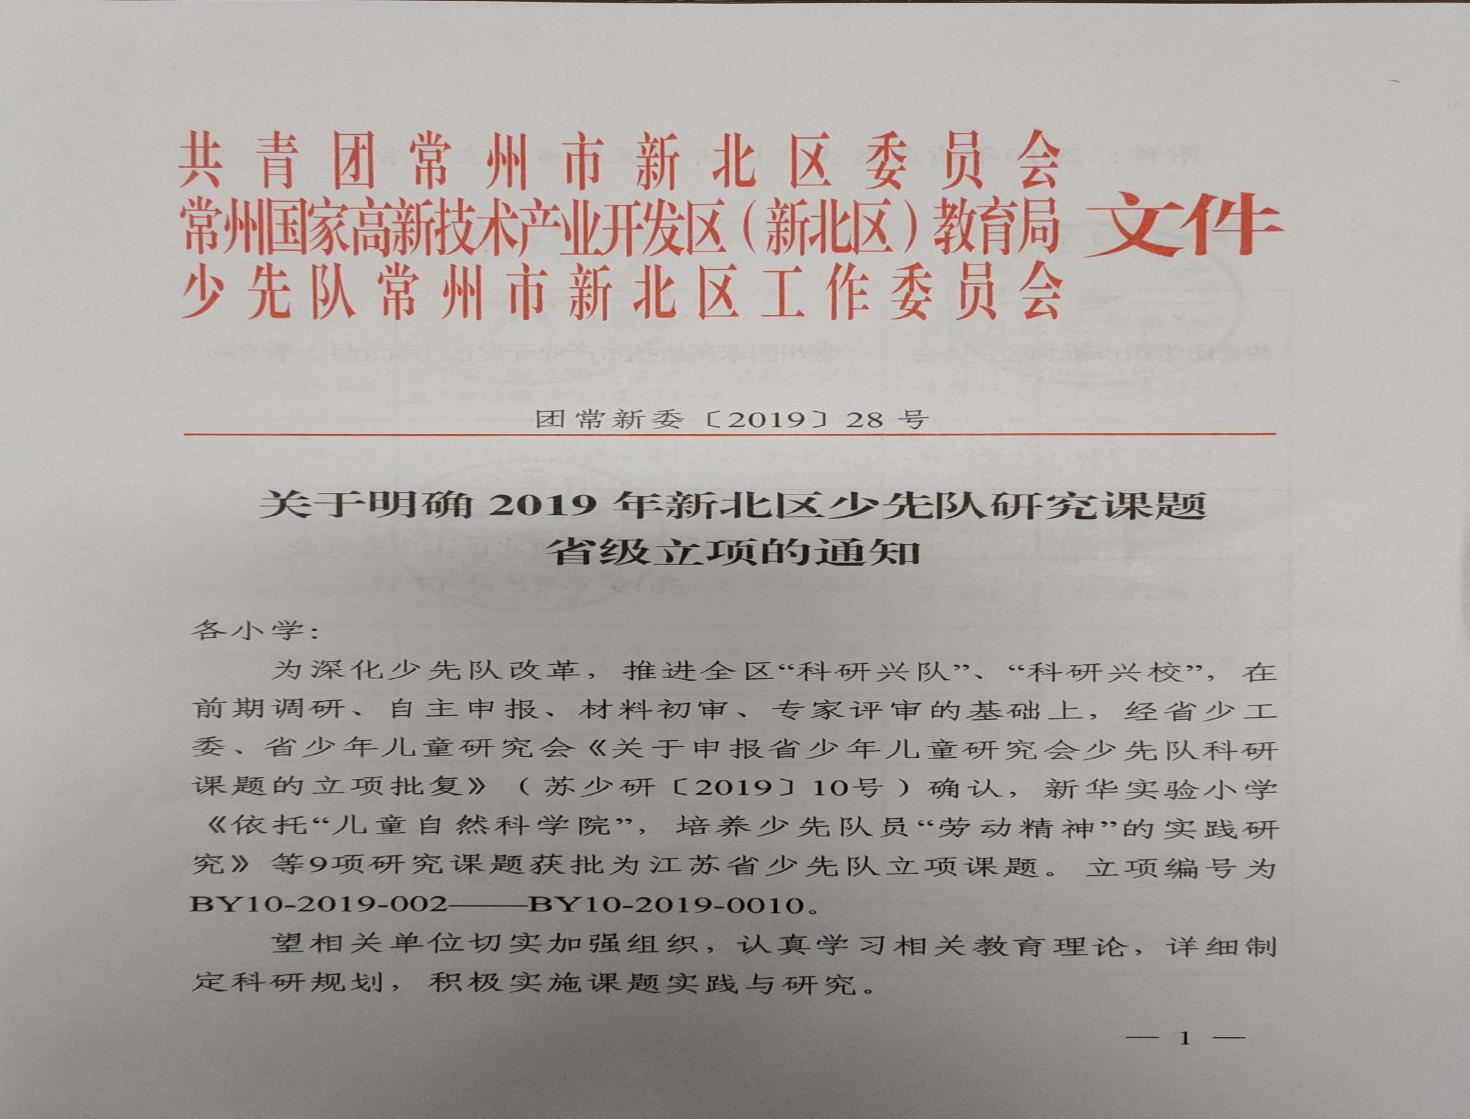 共青团常州市新北区委员会
常州国家高新技术产业开发区（新北区）教育局 文件
少先队常州市新北区工作委员会
团常新委〔2019〕28号
关于明确 2019 年新北区少先队研究课题
省级立项的通知
各小学：
为深化少先队改革，推进全区“科研兴队”、“科研兴校”，在
前期调研、自主申报、材料初审、专家评审的基础上，经省少工
委、省少年儿童研究会《关于申报省少年儿童研究会少先队科研
课题的立项批复》（苏少研〔2019〕10号）确认，新华实验小学
《依托“儿童自然科学院”，培养少先队员“劳动精神”的实践研
究》等9项研究课题获批为江苏省少先队立项课题。立项编号为
BY10-2019-002——BY10-2019-0010。
望相关单位切实加强组织，认真学习相关教育理论，详细制
定科研规划，积极实施课题实践与研究。
— 1 —